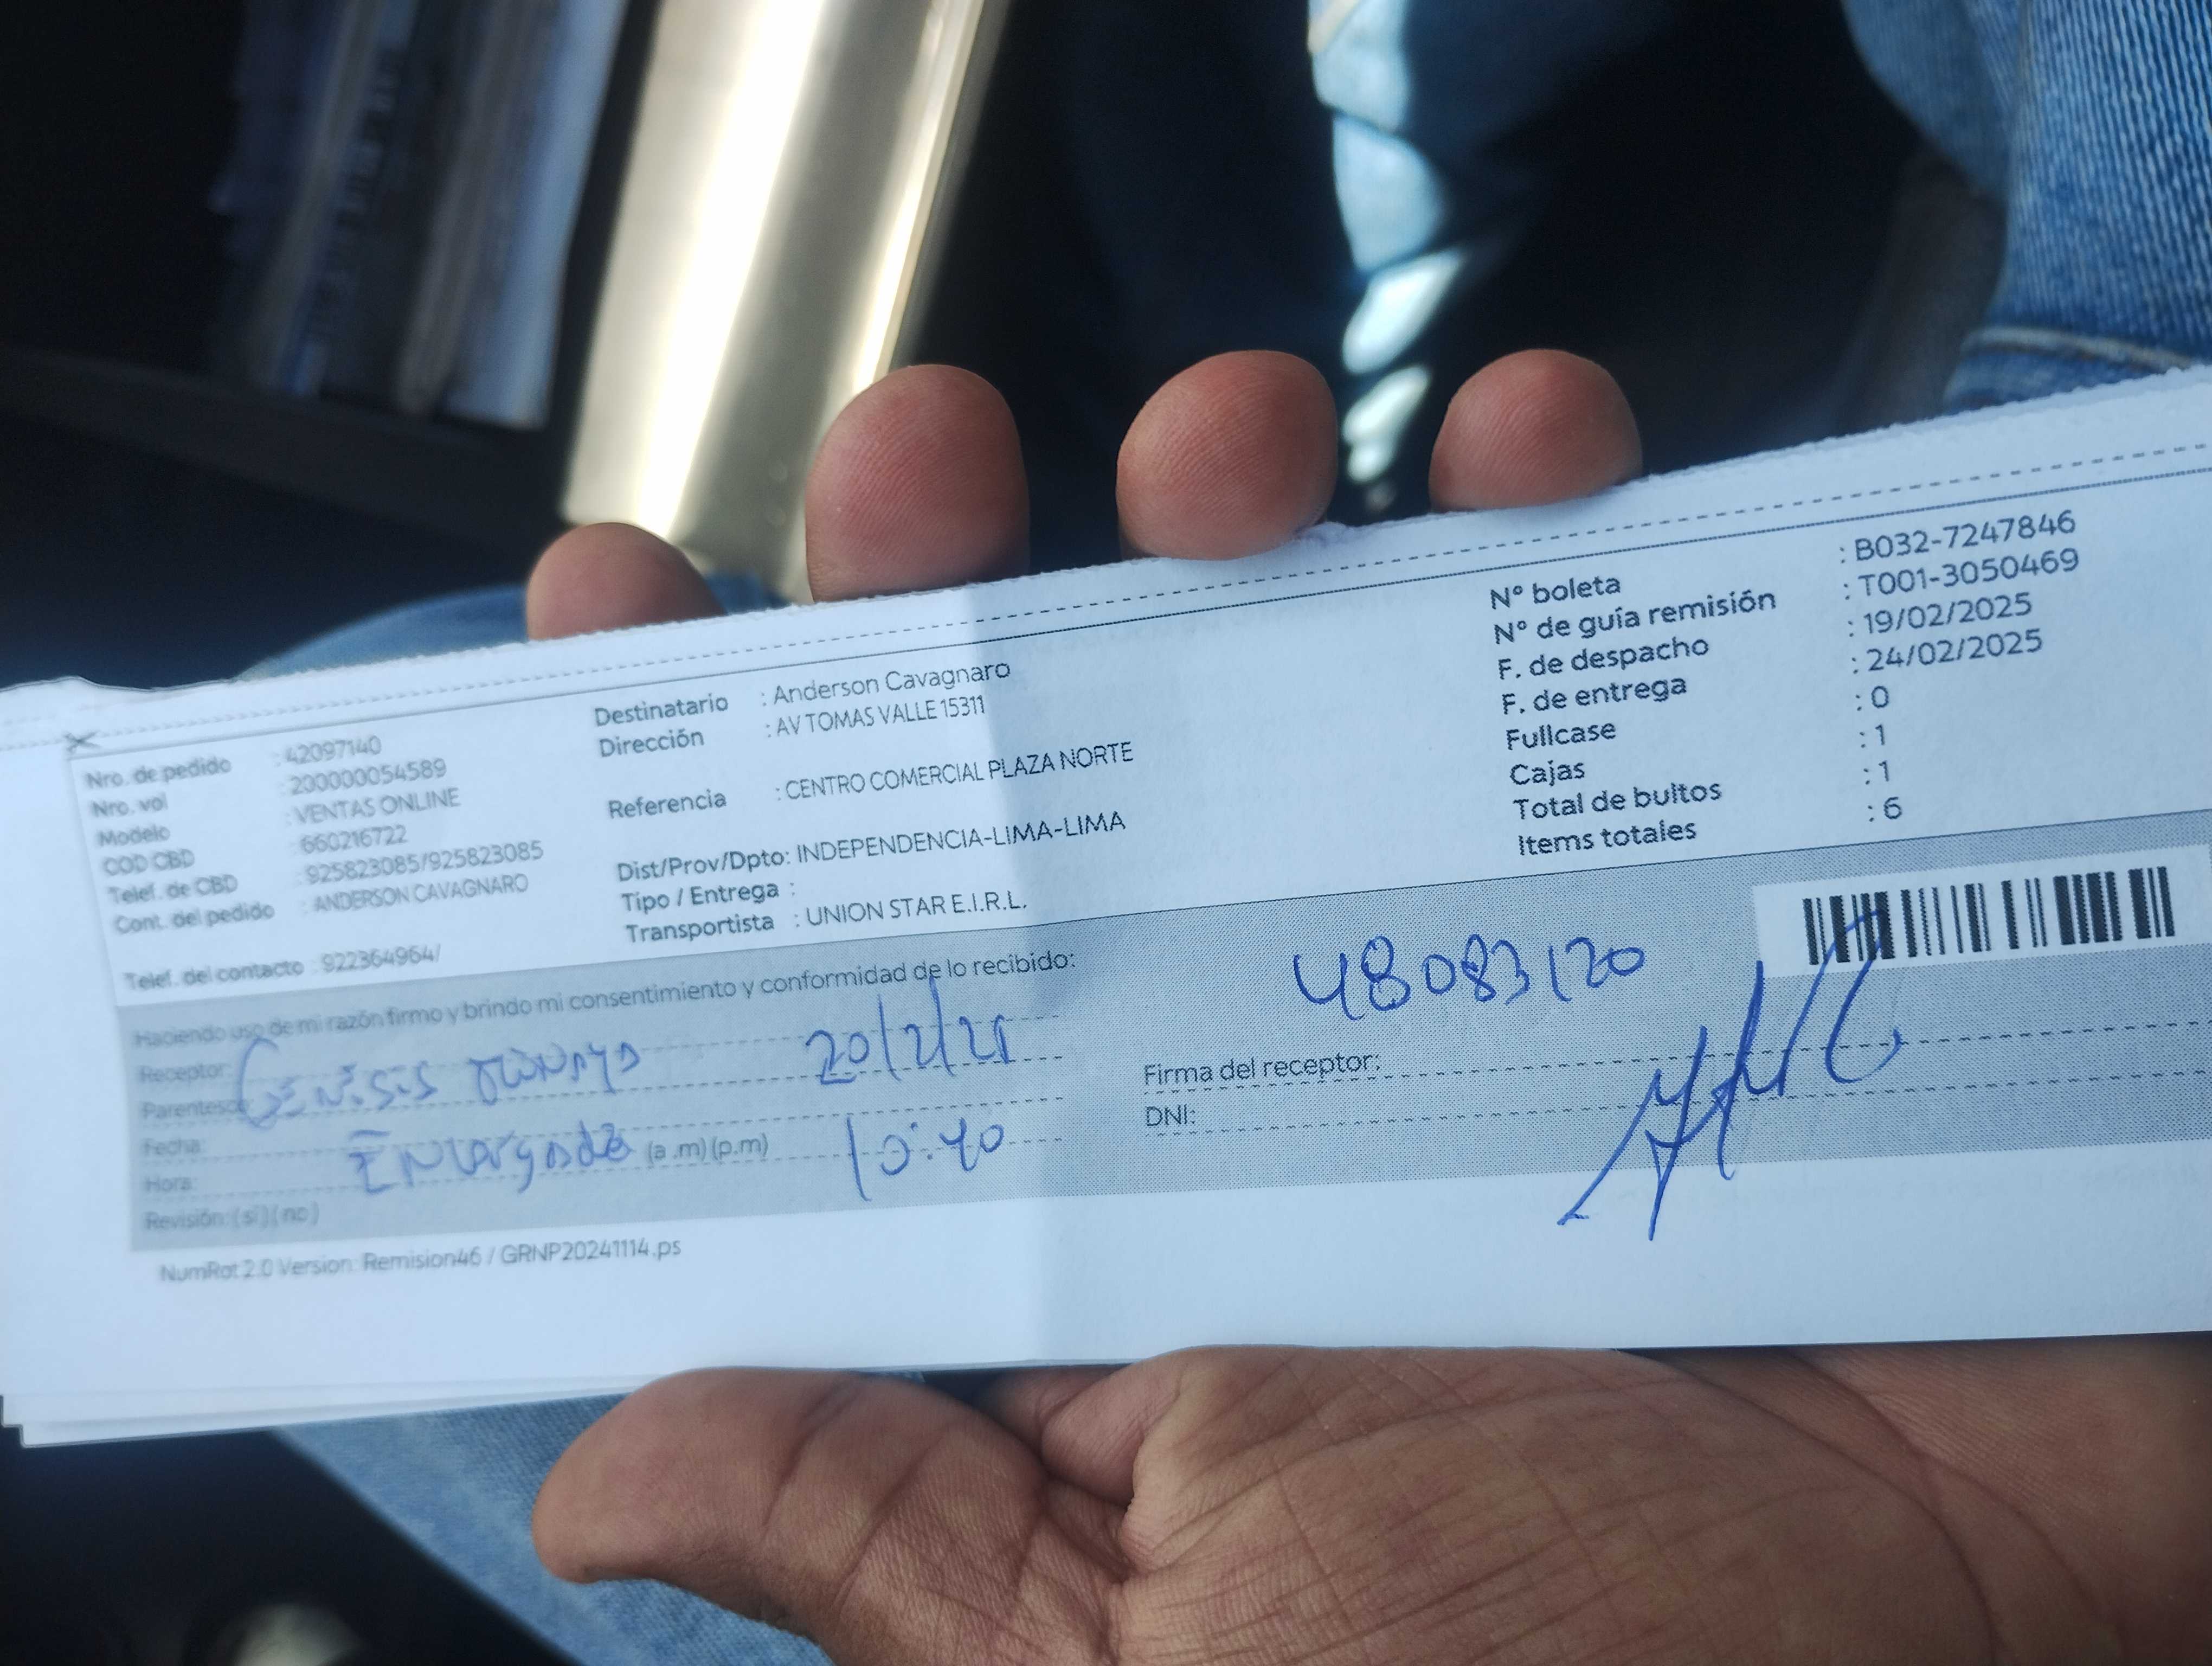 Nro. de pedido : 42097140
Nro. vol : 200000054589
Modelo : VENTAS ONLINE
COD CBD : 660216722
Telef. de CBD : 925823085/925823085
Cont. del pedido : ANDERSON CAVAGNARO
Telef. del contacto : 922364964/
Destinatario : Anderson Cavagnaro
Dirección : AV TOMAS VALLE 15311
Referencia : CENTRO COMERCIAL PLAZA NORTE
Dist/Prov/Dpto: INDEPENDENCIA-LIMA-LIMA
Tipo / Entrega :
Transportista : UNION STAR E.I.R.L.
Nº boleta : B032-7247846
Nº de guía remisión : T001-3050469
F. de despacho : 19/02/2025
F. de entrega : 24/02/2025
Fullcase : 0
Cajas : 1
Total de bultos : 1
Items totales : 6
Haciendo uso de mi razón firmo y brindo mi consentimiento y conformidad de lo recibido:
Receptor:
Genesis
20/2/25
Parentesco:
Fecha:
Encargada (a .m) (p.m) 10:40
Hora:
Revisión: ( si ) ( no )
48083120
Firma del receptor:
DNI:
NumRot 2.0 Version: Remision46 / GRNP20241114.ps